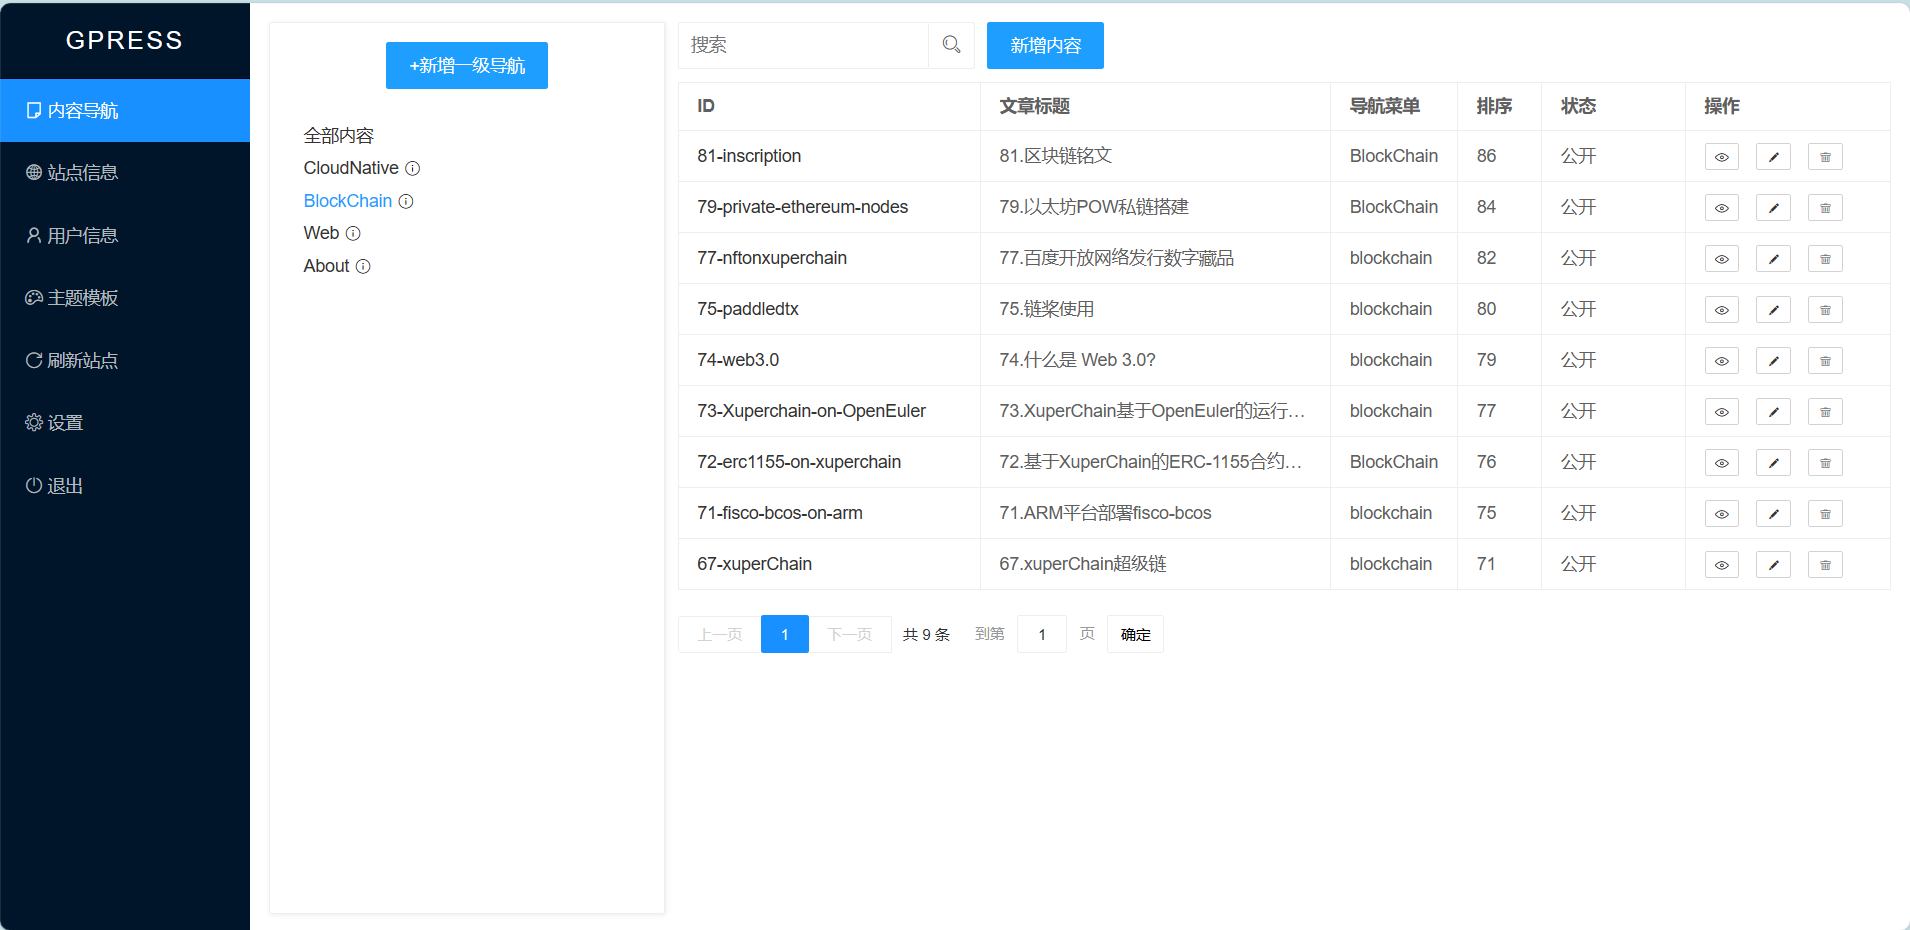 GPRESS
内容导航
站点信息
用户信息
主题模板
刷新站点
设置
退出
+新增一级导航
全部内容
CloudNative
BlockChain
Web
About
搜索
新增内容
ID 文章标题 导航菜单 排序 状态 操作
81-inscription 81.区块链铭文 BlockChain 86 公开
79-private-ethereum-nodes 79.以太坊POW私链搭建 BlockChain 84 公开
77-nftonxuperchain 77.百度开放网络发行数字藏品 blockchain 82 公开
75-paddledtx 75.链桨使用 blockchain 80 公开
74-web3.0 74.什么是 Web 3.0? blockchain 79 公开
73-Xuperchain-on-OpenEuler 73.XuperChain基于OpenEuler的运行… blockchain 77 公开
72-erc1155-on-xuperchain 72.基于XuperChain的ERC-1155合约… BlockChain 76 公开
71-fisco-bcos-on-arm 71.ARM平台部署fisco-bcos blockchain 75 公开
67-xuperChain 67.xuperChain超级链 blockchain 71 公开
上一页 1 下一页 共 9 条 到第 1 页 确定